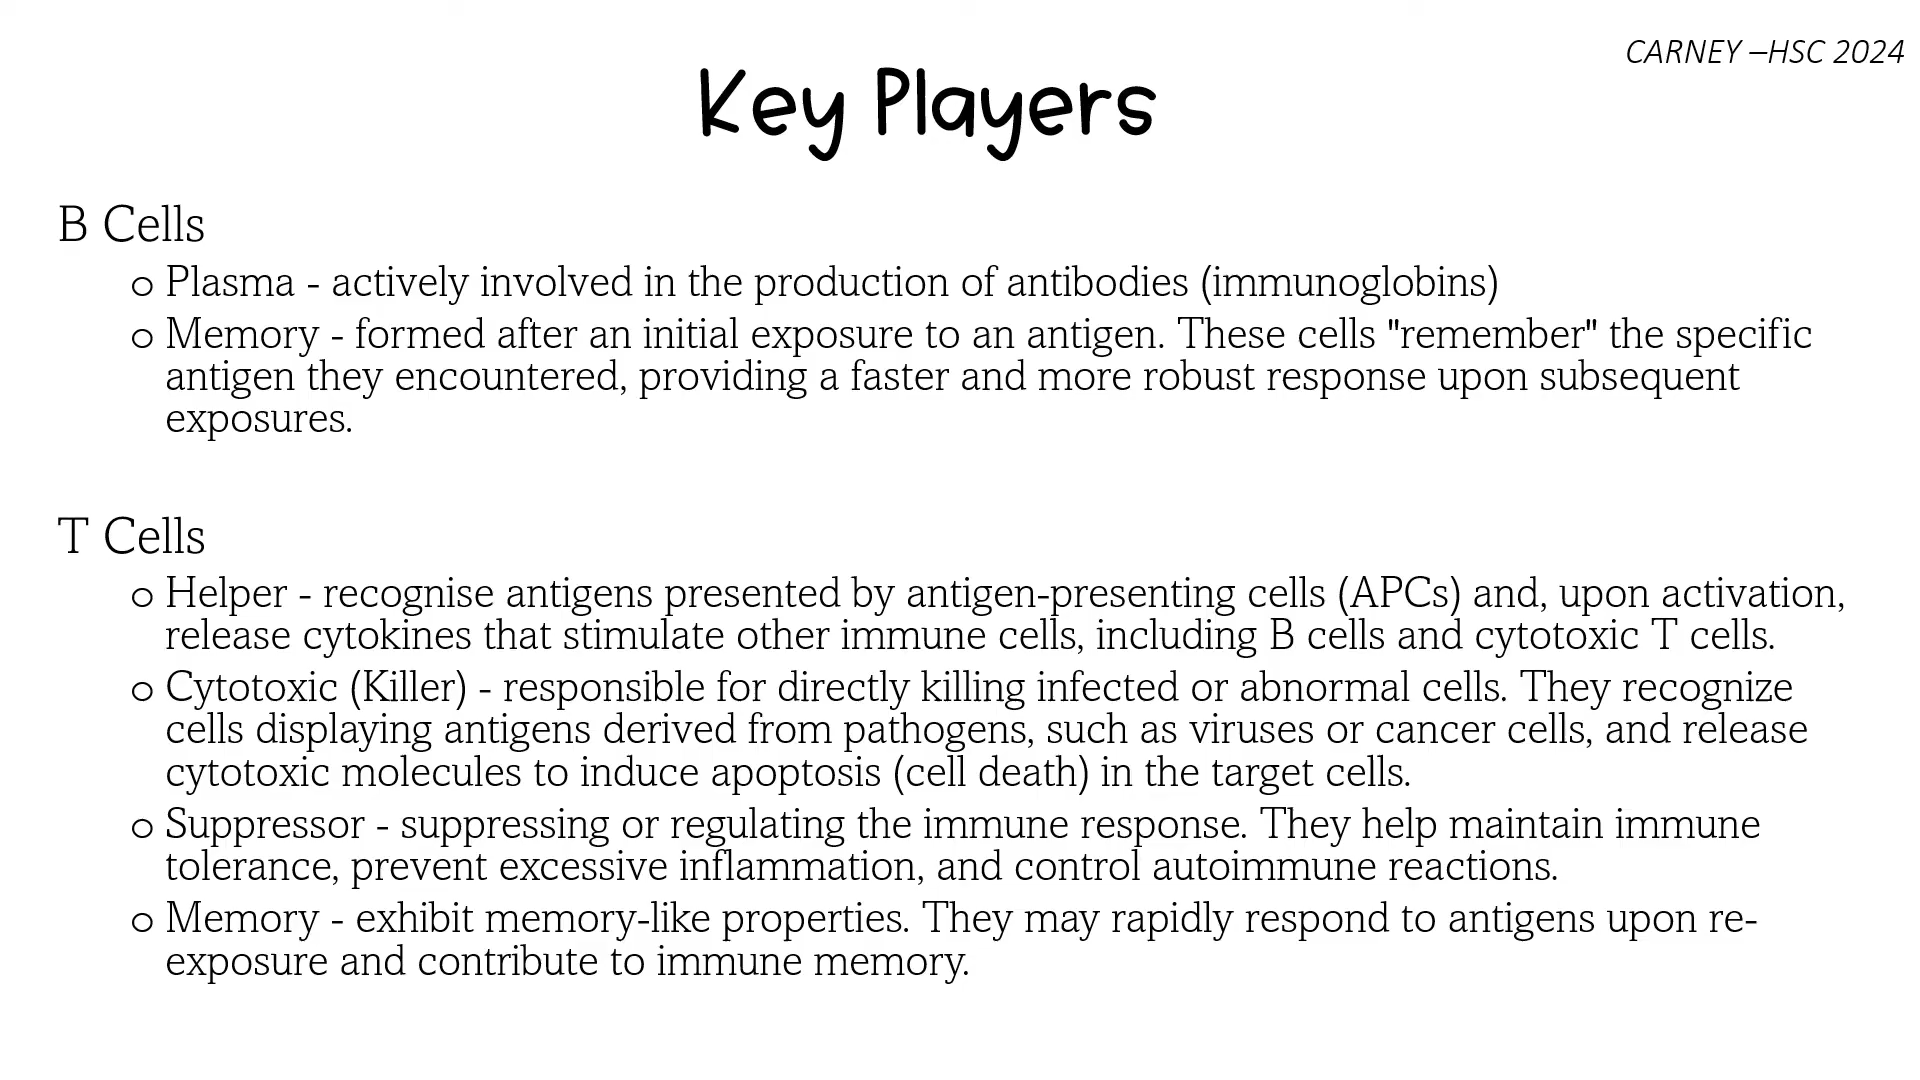 CARNEY –HSC 2024
Key Players
B Cells
o Plasma - actively involved in the production of antibodies (immunoglobins)
o Memory - formed after an initial exposure to an antigen. These cells "remember" the specific
antigen they encountered, providing a faster and more robust response upon subsequent
exposures.
T Cells
o Helper - recognise antigens presented by antigen-presenting cells (APCs) and, upon activation,
release cytokines that stimulate other immune cells, including B cells and cytotoxic T cells.
o Cytotoxic (Killer) - responsible for directly killing infected or abnormal cells. They recognize
cells displaying antigens derived from pathogens, such as viruses or cancer cells, and release
cytotoxic molecules to induce apoptosis (cell death) in the target cells.
o Suppressor - suppressing or regulating the immune response. They help maintain immune
tolerance, prevent excessive inflammation, and control autoimmune reactions.
o Memory - exhibit memory-like properties. They may rapidly respond to antigens upon re-
exposure and contribute to immune memory.